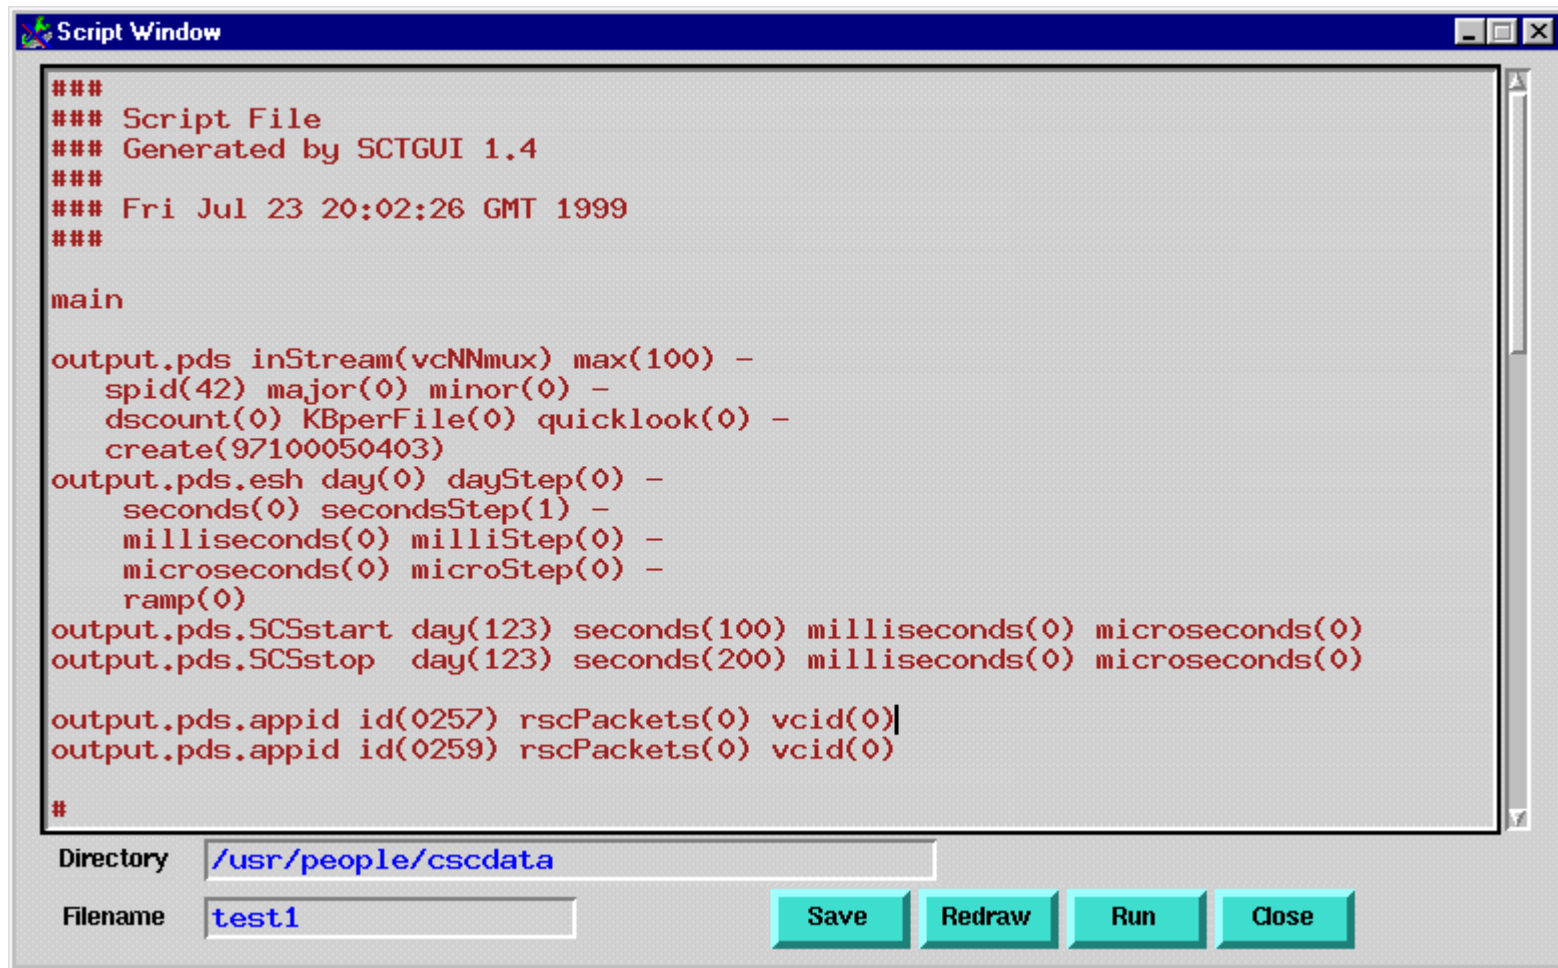 Script Window
###
### Script File
### Generated by SCTGUI 1.4
###
### Fri Jul 23 20:02:26 GMT 1999
###
main
output.pds inStream(vcNNmux) max(100) -
spid(42) major(0) minor(0) -
dscount(0) KBperFile(0) quicklook(0) -
create(97100050403)
output.pds.esh day(0) dayStep(0) -
seconds(0) secondsStep(1) -
milliseconds(0) milliStep(0) -
microseconds(0) microStep(0) -
ramp(0)
output.pds.SCSstart day(123) seconds(100) milliseconds(0) microseconds(0)
output.pds.SCSstop  day(123) seconds(200) milliseconds(0) microseconds(0)
output.pds.appid id(0257) rscPackets(0) vcid(0)
output.pds.appid id(0259) rscPackets(0) vcid(0)
#
Directory /usr/people/cscdata
Filename test1 Save Redraw Run Close